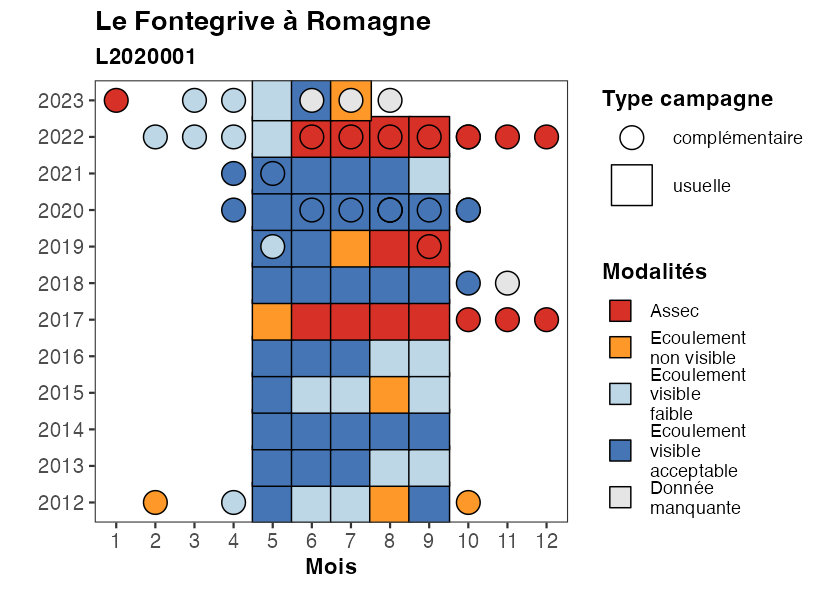 Le Fontegrive à Romagne
L2020001
2023
2022
2021
2020
2019
2018
2017
2016
2015
2014
2013
2012
1 2 3 4 5 6 7 8 9 10 11 12
Mois
Type campagne
complémentaire
usuelle
Modalités
Assec
Ecoulement
non visible
Ecoulement
visible
faible
Ecoulement
visible
acceptable
Donnée
manquante